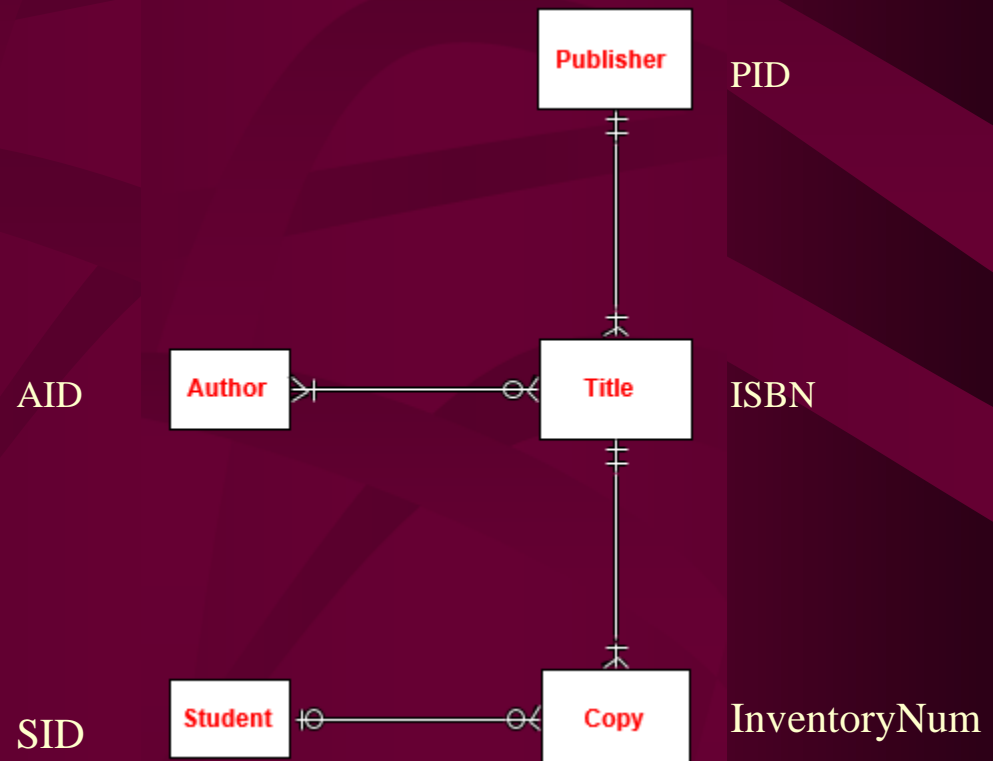 Publisher
PID
AID
Author
Title
ISBN
SID
Student
Copy
InventoryNum